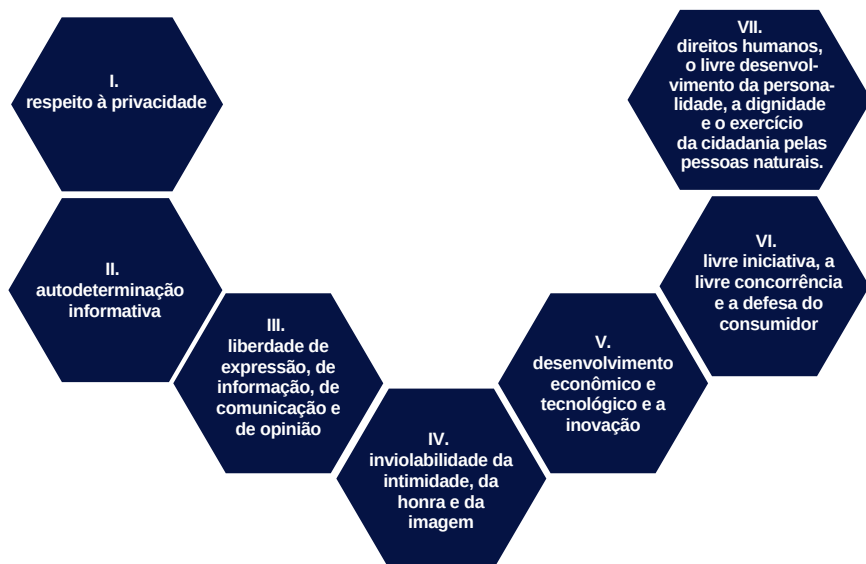 I.
respeito à privacidade
II.
autodeterminação
informativa
III.
liberdade de
expressão, de
informação, de
comunicação e
de opinião
IV.
inviolabilidade da
intimidade, da
honra e da
imagem
V.
desenvolvimento
econômico e
tecnológico e a
inovação
VI.
livre iniciativa, a
livre concorrência
e a defesa do
consumidor
VII.
direitos humanos,
o livre desenvol-
vimento da persona-
lidade, a dignidade
e o exercício
da cidadania pelas
pessoas naturais.